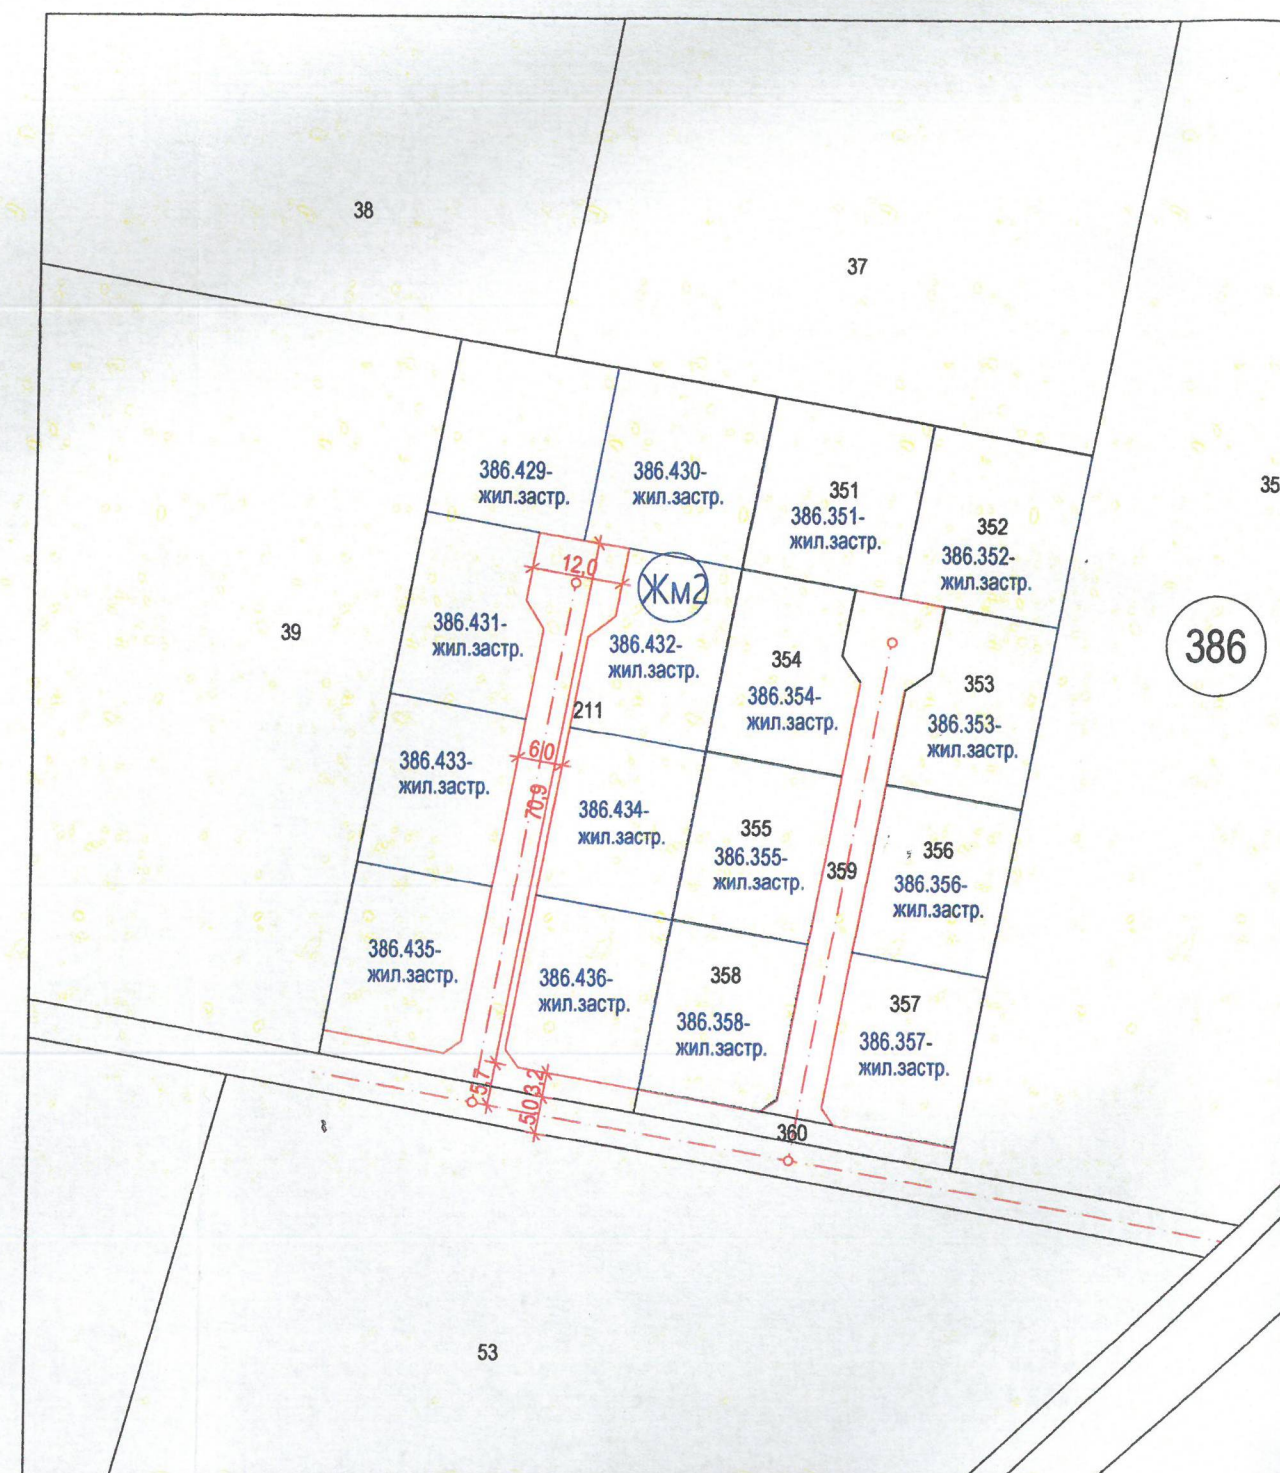 38
37
35
386.429-
жил.застр.
386.430-
жил.застр.
351
386.351-
жил.застр.
352
386.352-
жил.застр.
12,0
Жм2
39
386.431-
жил.застр.
386.432-
жил.застр.
354
386.354-
жил.застр.
353
386.353-
жил.застр.
386
211
6,0
70,9
386.433-
жил.застр.
386.434-
жил.застр.
355
386.355-
жил.застр.
359
356
386.356-
жил.застр.
386.435-
жил.застр.
386.436-
жил.застр.
358
386.358-
жил.застр.
357
386.357-
жил.застр.
5,7
3,2
5,0
360
53